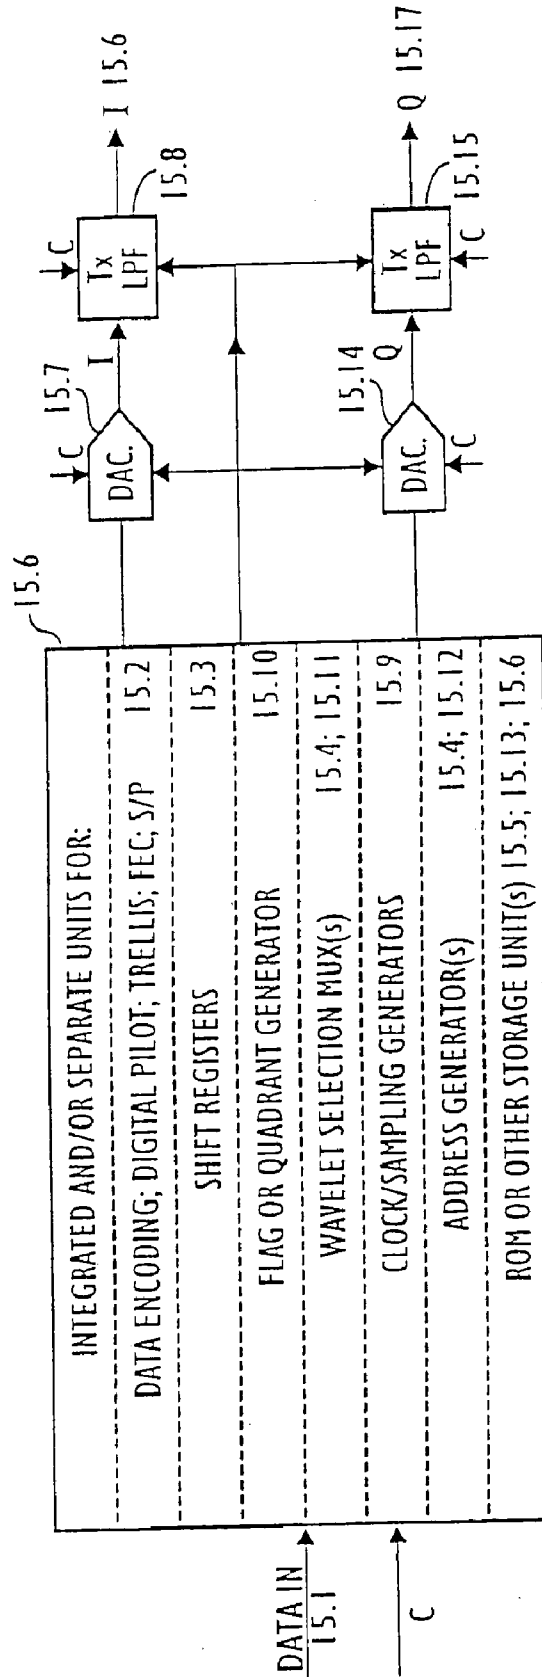 DATA IN
15.1
C
15.6
INTEGRATED AND/OR SEPARATE UNITS FOR:
DATA ENCODING; DIGITAL PILOT; TRELLIS; FEC; S/P 15.2
SHIFT REGISTERS 15.3
FLAG OR QUADRANT GENERATOR 15.10
WAVELET SELECTION MUX(s) 15.4; 15.11
CLOCK/SAMPLING GENERATORS 15.9
ADDRESS GENERATOR(s) 15.4; 15.12
ROM OR OTHER STORAGE UNIT(s) 15.5; 15.13; 15.6
C
15.7
DAC.
I
C
Tx
LPF
15.8
I 15.6
15.14
DAC.
C
Q
Tx
LPF
C
15.15
Q 15.17